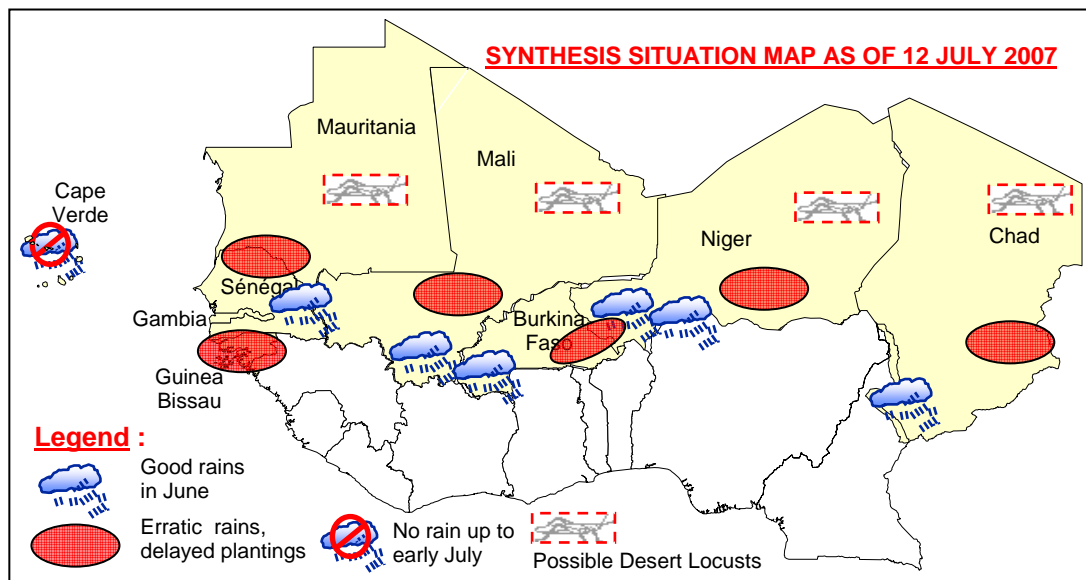 SYNTHESIS SITUATION MAP AS OF 12 JULY 2007
Mauritania
Mali
Cape
Verde
Niger
Chad
Sénégal
Gambia
Burkina
Faso
Guinea
Bissau
Legend :
Good rains
in June
Erratic rains,
delayed plantings
No rain up to
early July
Possible Desert Locusts